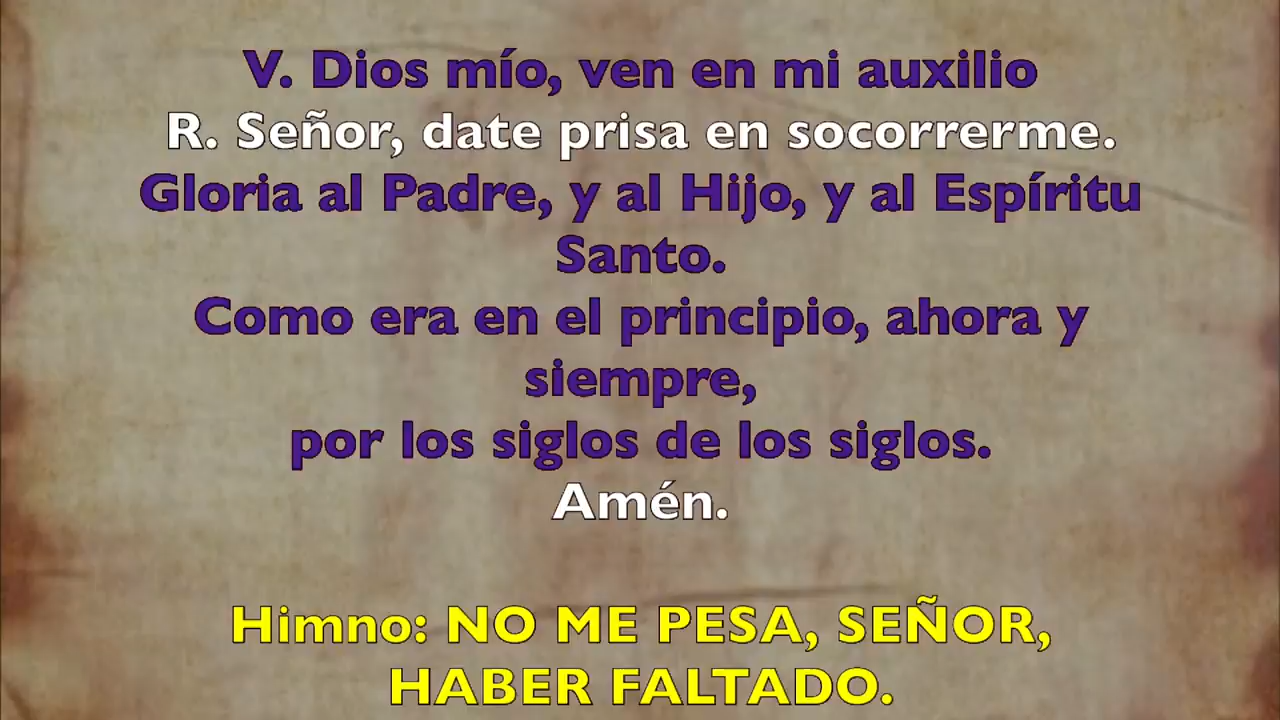 V. Dios mío, ven en mi auxilio
R. Señor, date prisa en socorrerme.
Gloria al Padre, y al Hijo, y al Espíritu
Santo.
Como era en el principio, ahora y
siempre,
por los siglos de los siglos.
Amén.
Himno: NO ME PESA, SEÑOR,
HABER FALTADO.